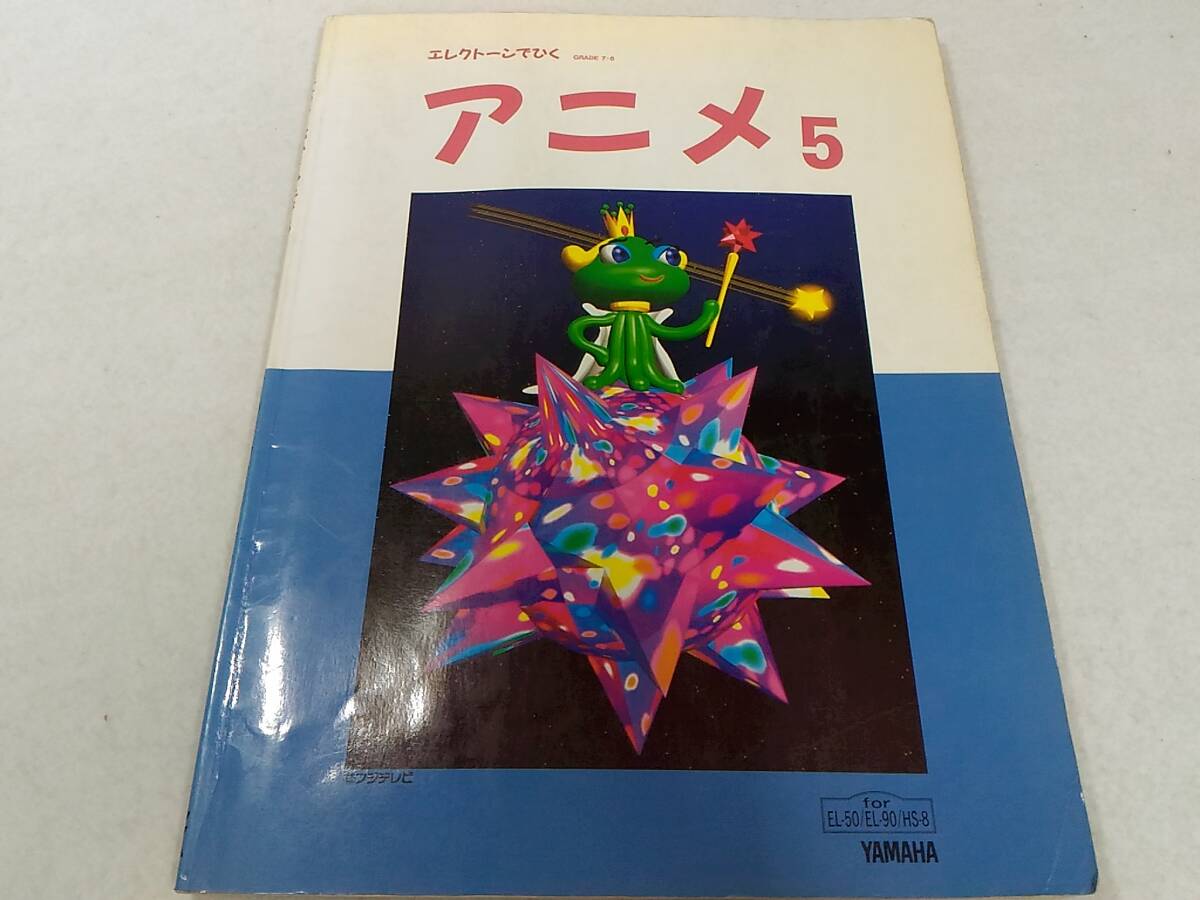 エレクトーンでひく GRADE 7-6
アニメ 5
©フジテレビ
for
EL-50/EL-90/HS-8
YAMAHA